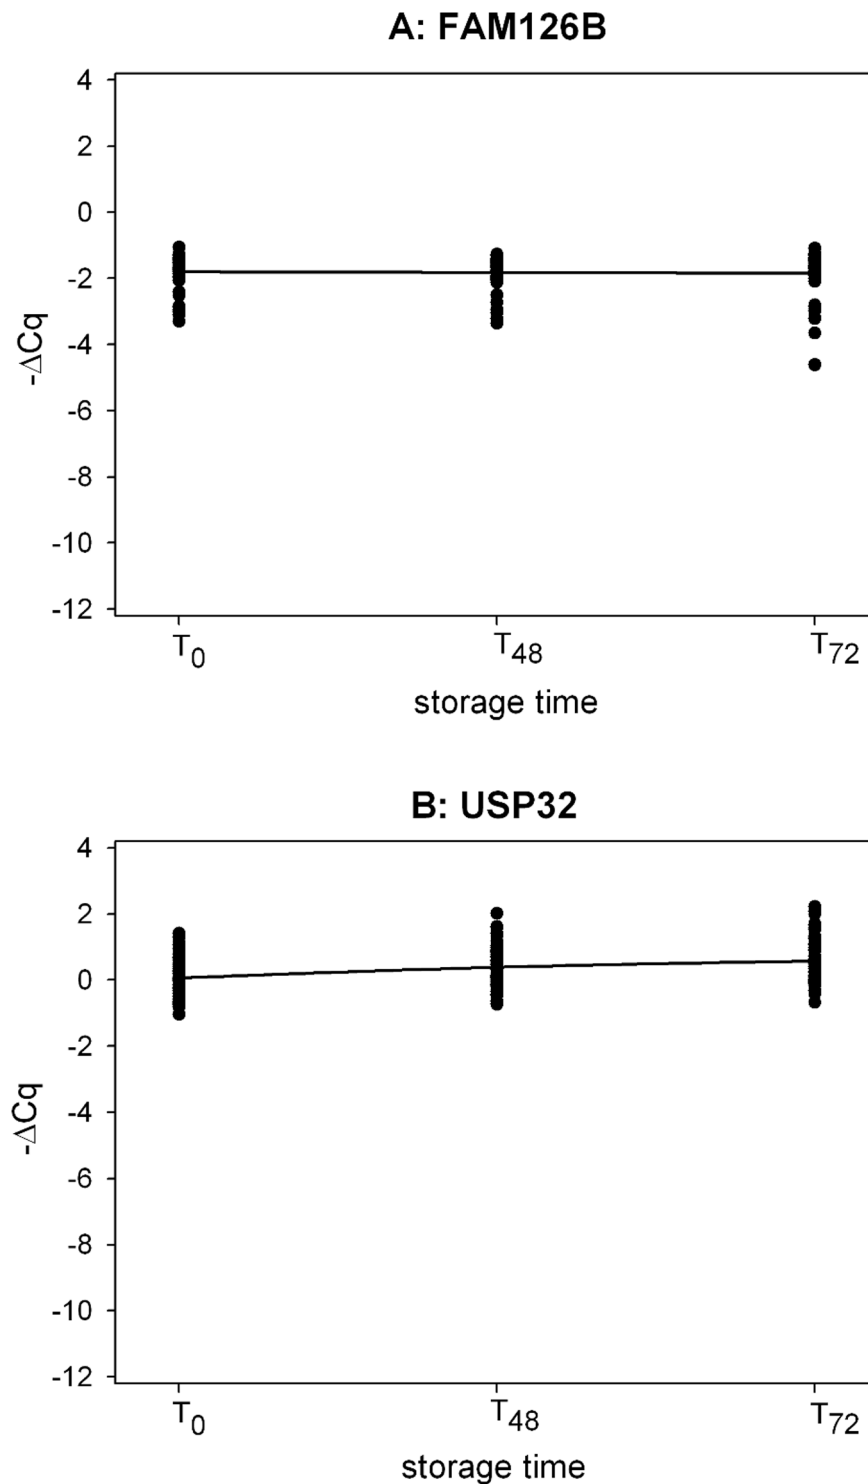 A: FAM126B
4
2
0
-2
-4
-6
-8
-10
-12
-ΔCq
T0
T48
T72
storage time
B: USP32
4
2
0
-2
-4
-6
-8
-10
-12
-ΔCq
T0
T48
T72
storage time